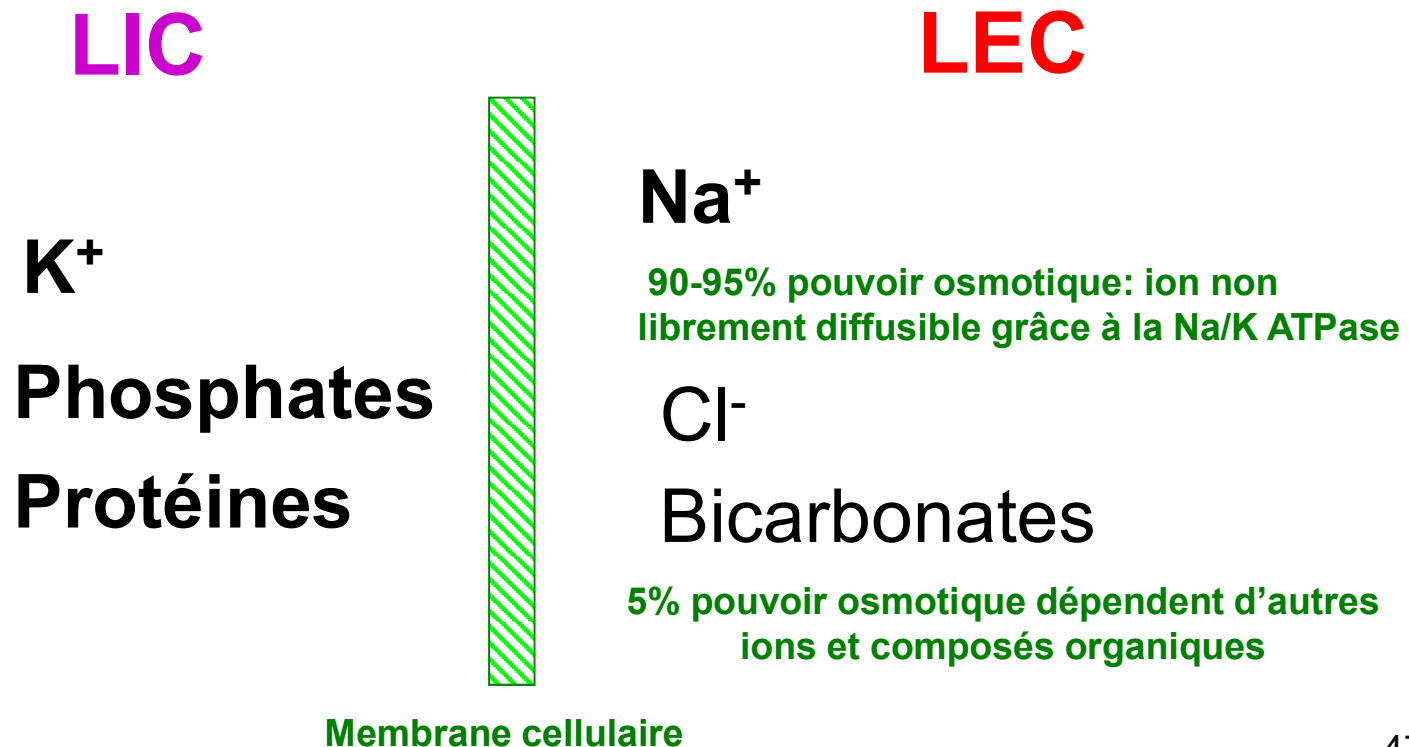 LIC
LEC
K⁺
Phosphates
Protéines
Na⁺
90-95% pouvoir osmotique: ion non
librement diffusible grâce à la Na/K ATPase
Cl⁻
Bicarbonates
5% pouvoir osmotique dépendent d’autres
ions et composés organiques
Membrane cellulaire